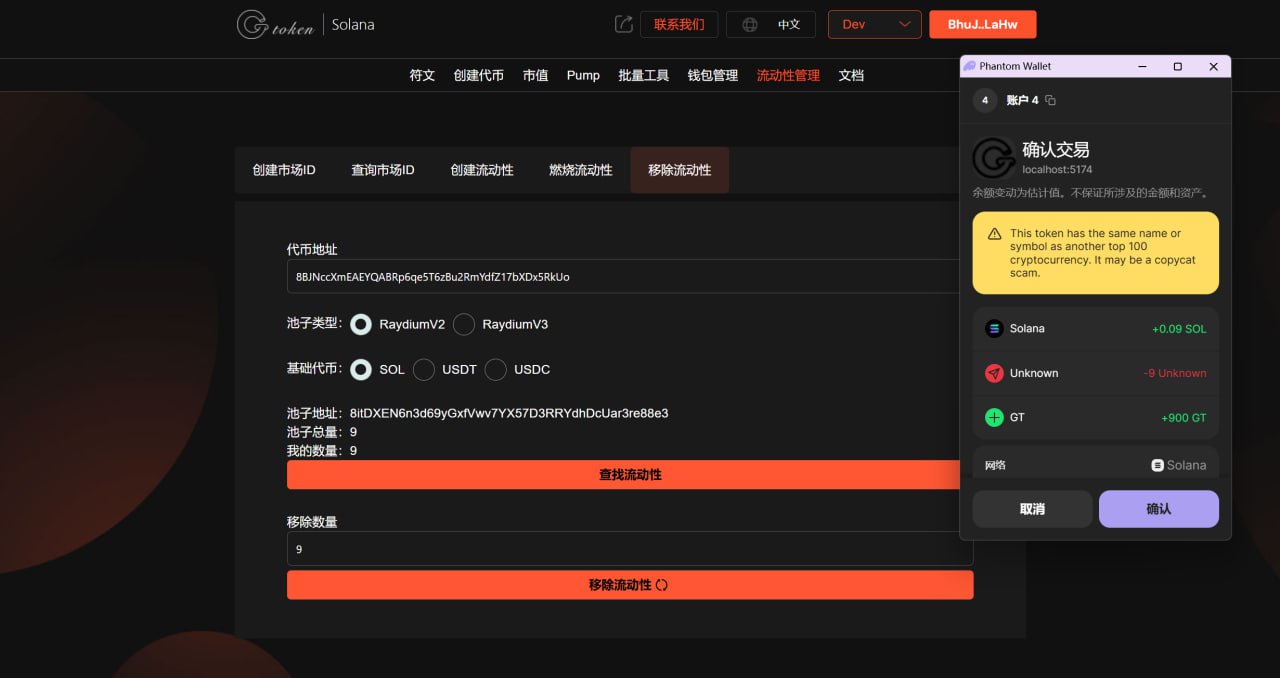 Gtoken
Solana
联系我们
中文
Dev
BhuJ..LaHw
符文
创建代币
市值
Pump
批量工具
钱包管理
流动性管理
文档
创建市场ID
查询市场ID
创建流动性
燃烧流动性
移除流动性
代币地址
8BJNccXmEAEYQABRp6qe5T6zBu2RmYdfZ17bXDx5RkUo
池子类型：
RaydiumV2
RaydiumV3
基础代币：
SOL
USDT
USDC
池子地址：8itDXEN6n3d69yGxfVwv7YX57D3RRYdhDcUar3re88e3
池子总量：9
我的数量：9
查找流动性
移除数量
9
移除流动性
Phantom Wallet
4
账户 4
确认交易
localhost:5174
余额变动为估计值。不保证所涉及的金额和资产。
This token has the same name or
symbol as another top 100
cryptocurrency. It may be a copycat
scam.
Solana
+0.09 SOL
Unknown
-9 Unknown
GT
+900 GT
网络
Solana
取消
确认